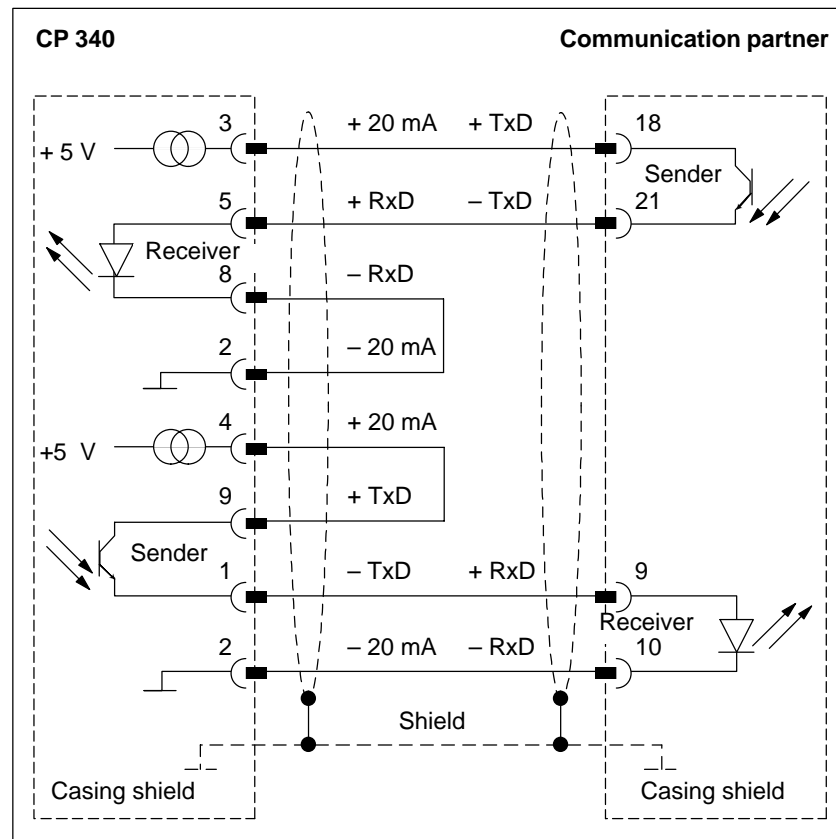 CP 340 Communication partner
3 + 20 mA + TxD 18
+ 5 V
Sender
5 + RxD – TxD 21
Receiver
8 – RxD
2 – 20 mA
4 + 20 mA
+5 V
9 + TxD
Sender
1 – TxD + RxD 9
Receiver
2 – 20 mA – RxD 10
Shield
Casing shield Casing shield